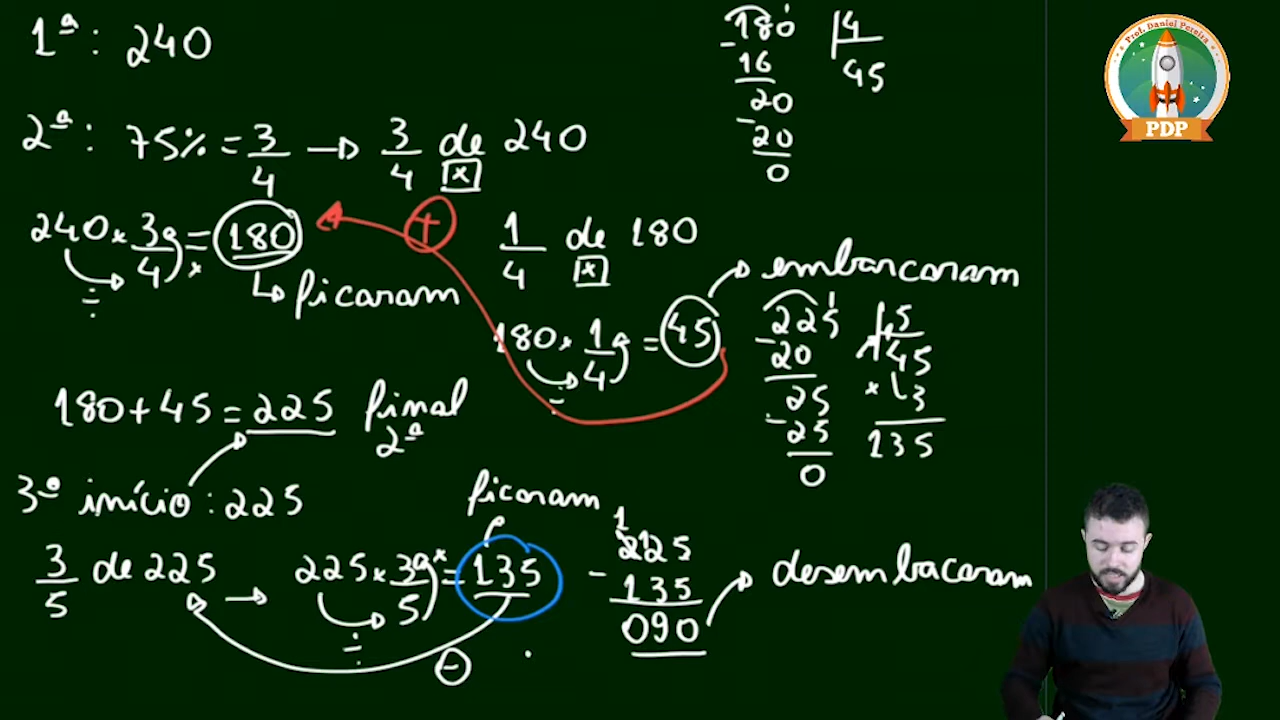 1ª: 240
2ª: 75% = 3/4 → 3/4 de 240
×
240 × 3/4 = 180
÷ ×
↳ ficaram
+
1/4 de 180
×
180 × 1/4 = 45 → embarcaram
÷
180 + 45 = 225 final
2ª
3ª início: 225
3/5 de 225 → 225 × 3/5 = 135
÷ ×
ficaram
-
225
- 135
090 → desembacaram
180 4
- 16 45
20
- 20
0
225 5
- 20 45
25 × 3
- 25 135
0
Prof. Daniel Pereira
PDP